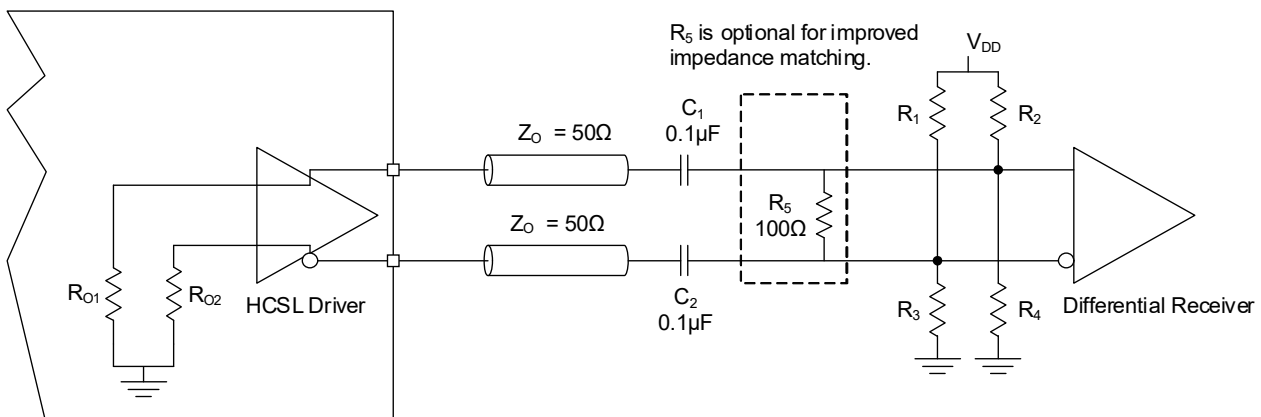 R5 is optional for improved
impedance matching.
VDD
C1
0.1µF
R1
R2
ZO = 50Ω
R5
100Ω
ZO = 50Ω
RO1
RO2
HCSL Driver
C2
0.1µF
R3
R4
Differential Receiver